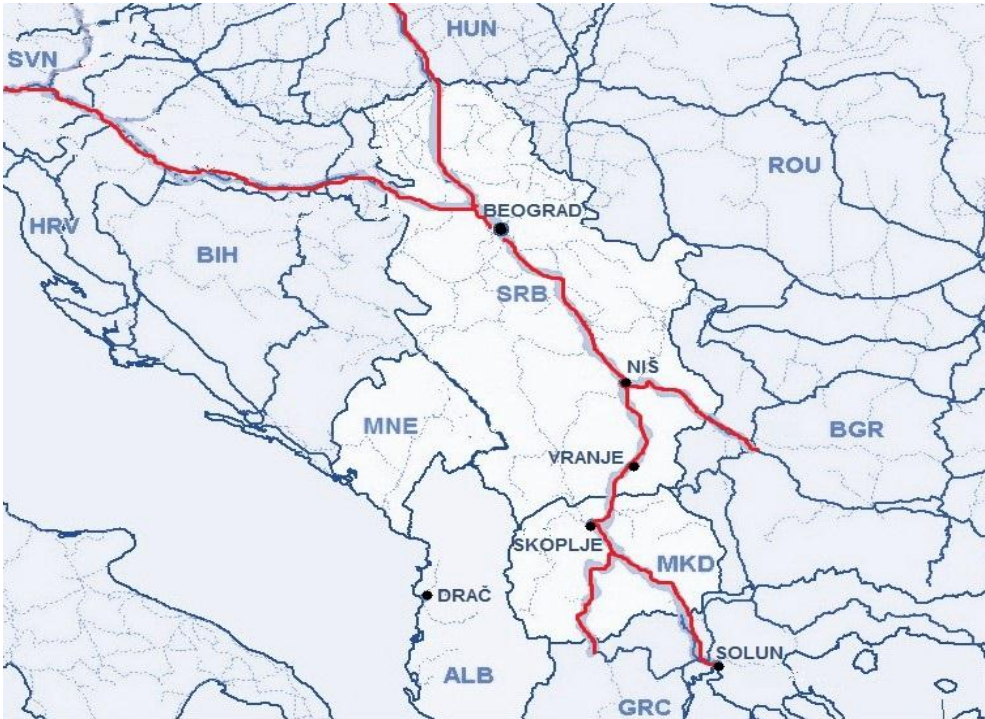 HUN
SVN
ROU
BEOGRAD
HRV
BIH
SRB
NIŠ
MNE
BGR
VRANJE
SKOPLJE
MKD
DRAČ
SOLUN
ALB
GRC